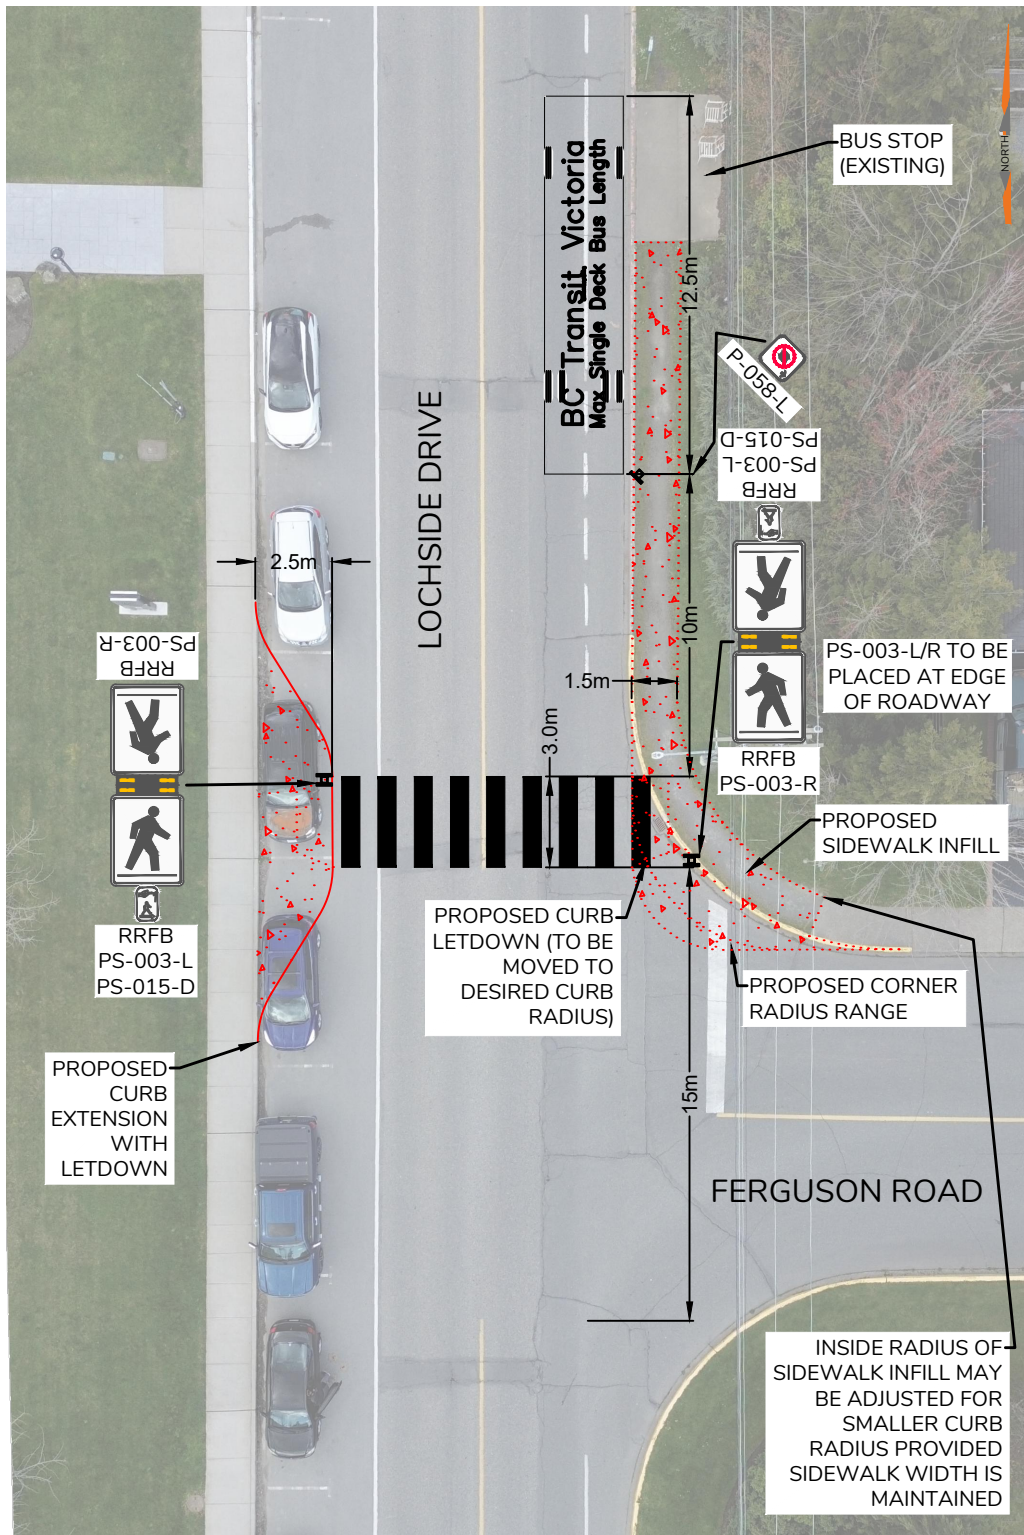 NORTH
BUS STOP
(EXISTING)
BC Transit Victoria
Max Single Deck Bus Length
12.5m
P-058-L
RRFB
PS-003-L
PS-015-D
LOCHSIDE DRIVE
2.5m
10m
RRFB
PS-003-R
1.5m
PS-003-L/R TO BE
PLACED AT EDGE
OF ROADWAY
3.0m
RRFB
PS-003-R
PROPOSED
SIDEWALK INFILL
RRFB
PS-003-L
PS-015-D
PROPOSED CURB
LETDOWN (TO BE
MOVED TO
DESIRED CURB
RADIUS)
PROPOSED CORNER
RADIUS RANGE
PROPOSED
CURB
EXTENSION
WITH
LETDOWN
15m
FERGUSON ROAD
INSIDE RADIUS OF
SIDEWALK INFILL MAY
BE ADJUSTED FOR
SMALLER CURB
RADIUS PROVIDED
SIDEWALK WIDTH IS
MAINTAINED